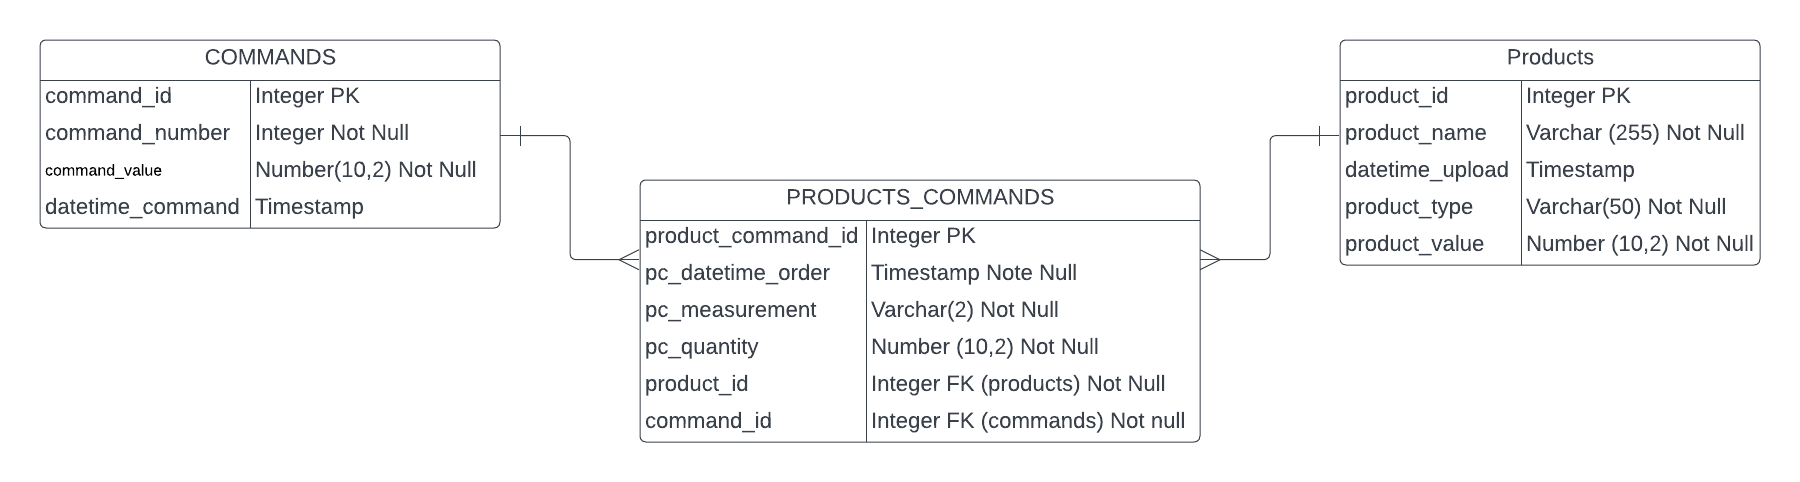 COMMANDS
command_id Integer PK
command_number Integer Not Null
command_value Number(10,2) Not Null
datetime_command Timestamp
PRODUCTS_COMMANDS
product_command_id Integer PK
pc_datetime_order Timestamp Note Null
pc_measurement Varchar(2) Not Null
pc_quantity Number (10,2) Not Null
product_id Integer FK (products) Not Null
command_id Integer FK (commands) Not null
Products
product_id Integer PK
product_name Varchar (255) Not Null
datetime_upload Timestamp
product_type Varchar(50) Not Null
product_value Number (10,2) Not Null